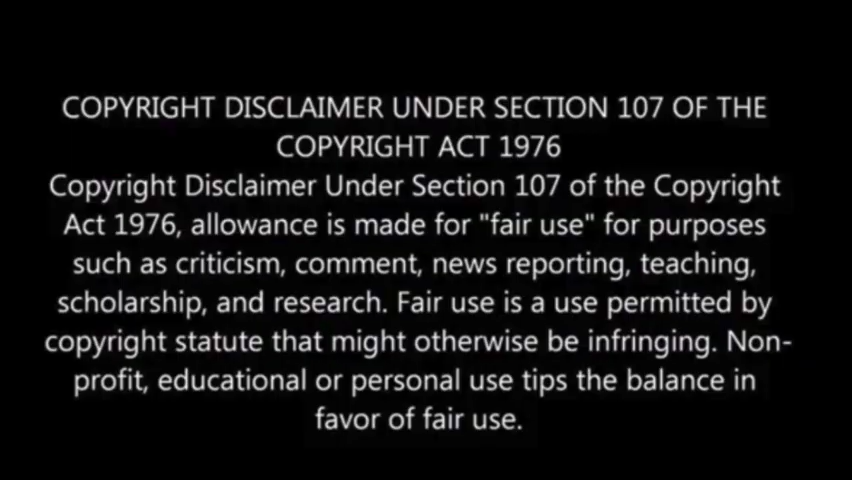 COPYRIGHT DISCLAIMER UNDER SECTION 107 OF THE
COPYRIGHT ACT 1976
Copyright Disclaimer Under Section 107 of the Copyright
Act 1976, allowance is made for "fair use" for purposes
such as criticism, comment, news reporting, teaching,
scholarship, and research. Fair use is a use permitted by
copyright statute that might otherwise be infringing. Non-
profit, educational or personal use tips the balance in
favor of fair use.